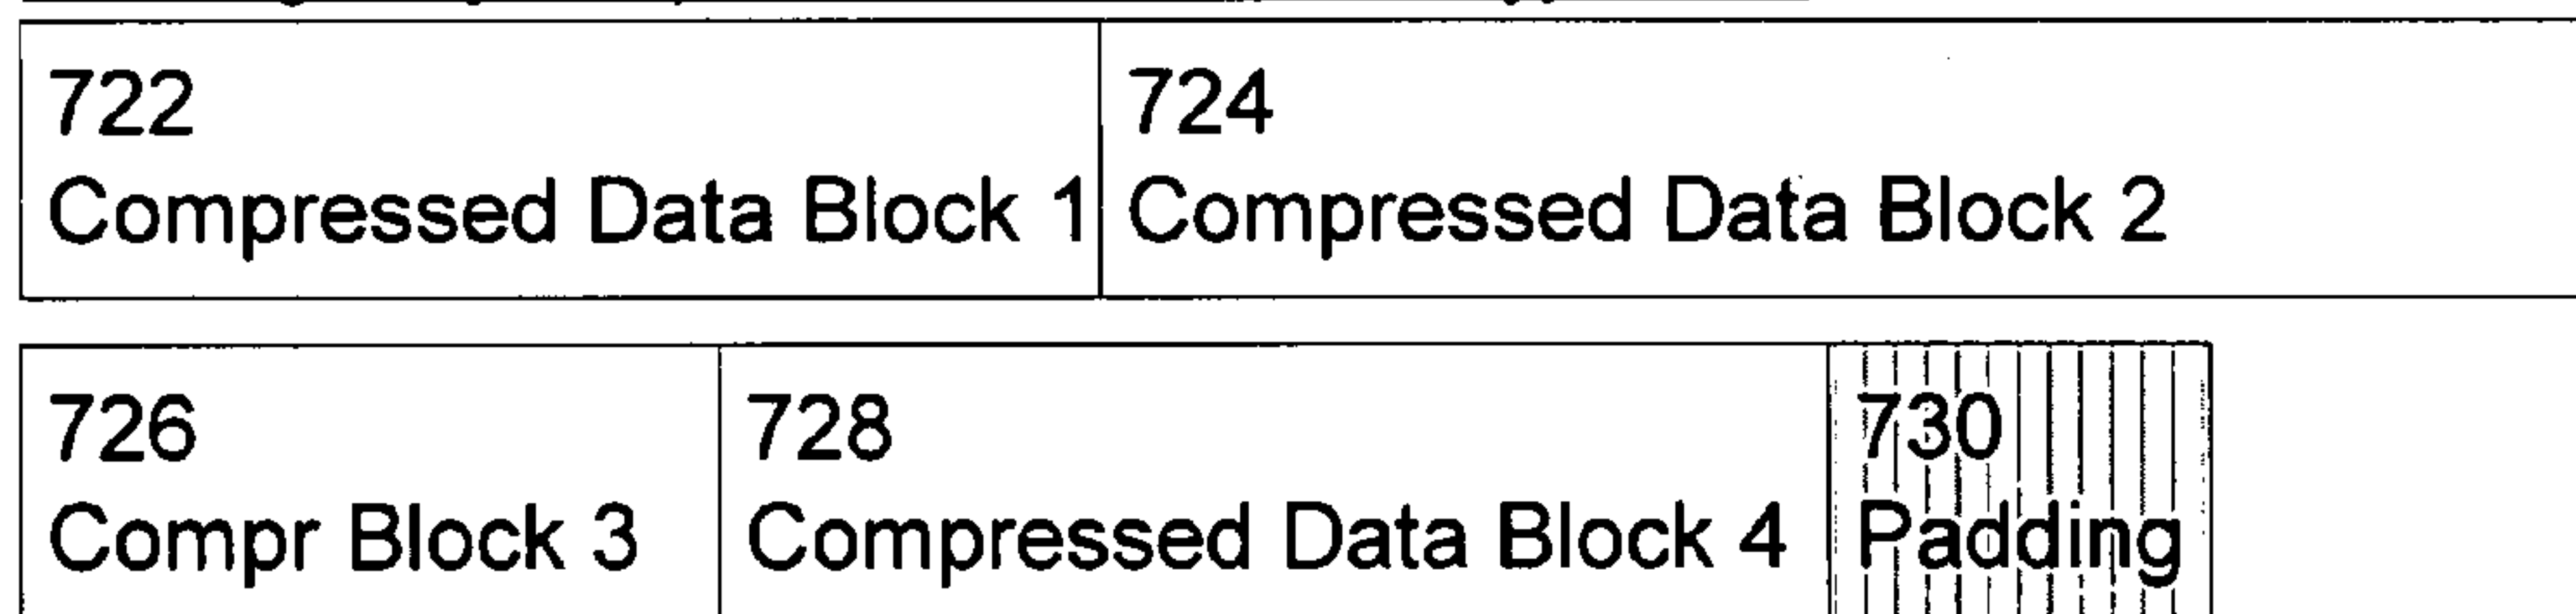 722 724
Compressed Data Block 1 Compressed Data Block 2
726 728 730
Compr Block 3 Compressed Data Block 4 Padding